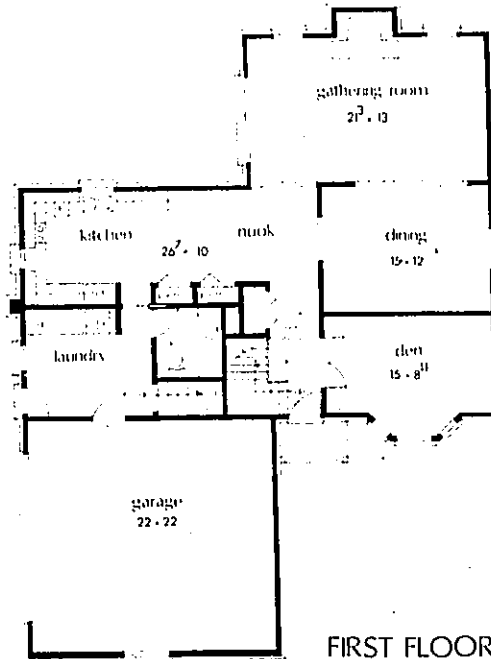 gathering room
21³ × 13
kitchen
nook
26⁷ × 10
dining
15 × 12
laundry
den
15 × 8¹¹
garage
22 × 22
FIRST FLOOR